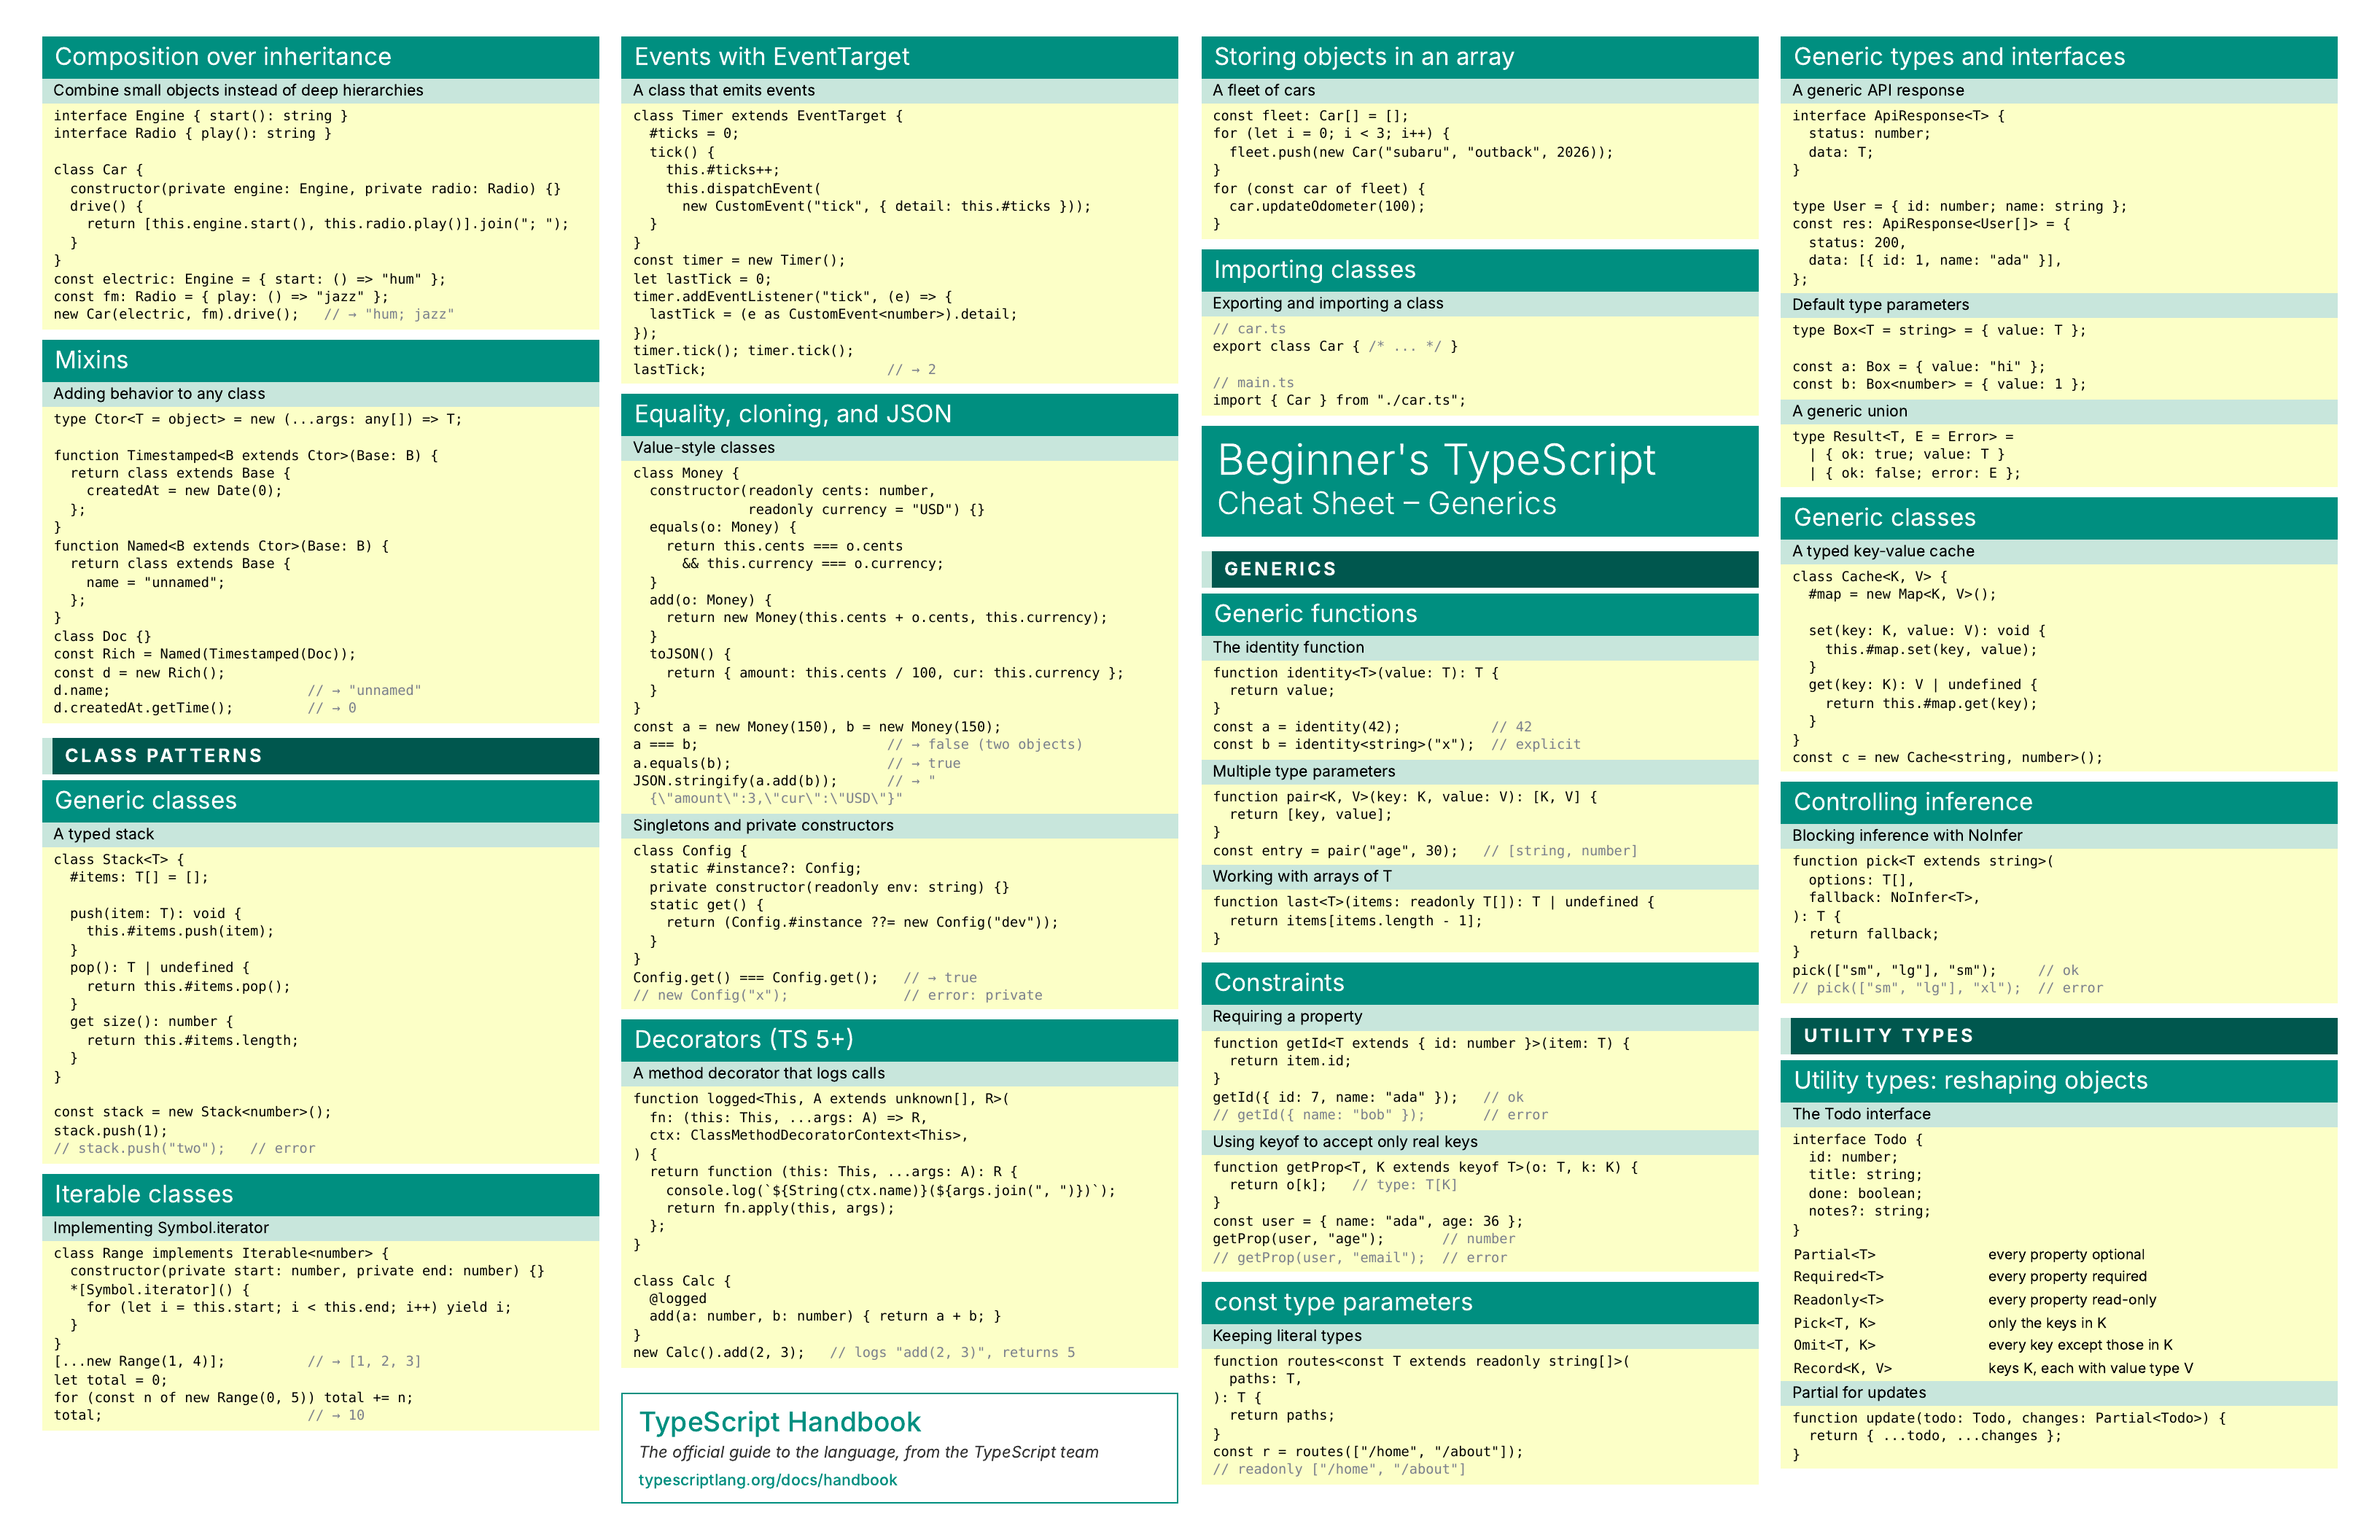 Composition over inheritance
Combine small objects instead of deep hierarchies
interface Engine { start(): string }
interface Radio { play(): string }

class Car {
  constructor(private engine: Engine, private radio: Radio) {}
  drive() {
    return [this.engine.start(), this.radio.play()].join("; ");
  }
}
const electric: Engine = { start: () => "hum" };
const fm: Radio = { play: () => "jazz" };
new Car(electric, fm).drive();   // → "hum; jazz"
Mixins
Adding behavior to any class
type Ctor<T = object> = new (...args: any[]) => T;

function Timestamped<B extends Ctor>(Base: B) {
  return class extends Base {
    createdAt = new Date(0);
  };
}
function Named<B extends Ctor>(Base: B) {
  return class extends Base {
    name = "unnamed";
  };
}
class Doc {}
const Rich = Named(Timestamped(Doc));
const d = new Rich();
d.name;                        // → "unnamed"
d.createdAt.getTime();         // → 0
CLASS PATTERNS
Generic classes
A typed stack
class Stack<T> {
  #items: T[] = [];

  push(item: T): void {
    this.#items.push(item);
  }
  pop(): T | undefined {
    return this.#items.pop();
  }
  get size(): number {
    return this.#items.length;
  }
}

const stack = new Stack<number>();
stack.push(1);
// stack.push("two");   // error
Iterable classes
Implementing Symbol.iterator
class Range implements Iterable<number> {
  constructor(private start: number, private end: number) {}
  *[Symbol.iterator]() {
    for (let i = this.start; i < this.end; i++) yield i;
  }
}
[...new Range(1, 4)];          // → [1, 2, 3]
let total = 0;
for (const n of new Range(0, 5)) total += n;
total;                         // → 10
Events with EventTarget
A class that emits events
class Timer extends EventTarget {
  #ticks = 0;
  tick() {
    this.#ticks++;
    this.dispatchEvent(
      new CustomEvent("tick", { detail: this.#ticks }));
  }
}
const timer = new Timer();
let lastTick = 0;
timer.addEventListener("tick", (e) => {
  lastTick = (e as CustomEvent<number>).detail;
});
timer.tick(); timer.tick();
lastTick;                      // → 2
Equality, cloning, and JSON
Value-style classes
class Money {
  constructor(readonly cents: number,
              readonly currency = "USD") {}
  equals(o: Money) {
    return this.cents === o.cents
      && this.currency === o.currency;
  }
  add(o: Money) {
    return new Money(this.cents + o.cents, this.currency);
  }
  toJSON() {
    return { amount: this.cents / 100, cur: this.currency };
  }
}
const a = new Money(150), b = new Money(150);
a === b;                       // → false (two objects)
a.equals(b);                   // → true
JSON.stringify(a.add(b));      // → "
  {\"amount\":3,\"cur\":\"USD\"}"
Singletons and private constructors
class Config {
  static #instance?: Config;
  private constructor(readonly env: string) {}
  static get() {
    return (Config.#instance ??= new Config("dev"));
  }
}
Config.get() === Config.get();   // → true
// new Config("x");              // error: private
Decorators (TS 5+)
A method decorator that logs calls
function logged<This, A extends unknown[], R>(
  fn: (this: This, ...args: A) => R,
  ctx: ClassMethodDecoratorContext<This>,
) {
  return function (this: This, ...args: A): R {
    console.log(`${String(ctx.name)}(${args.join(", ")})`);
    return fn.apply(this, args);
  };
}

class Calc {
  @logged
  add(a: number, b: number) { return a + b; }
}
new Calc().add(2, 3);   // logs "add(2, 3)", returns 5
TypeScript Handbook
The official guide to the language, from the TypeScript team
typescriptlang.org/docs/handbook
Storing objects in an array
A fleet of cars
const fleet: Car[] = [];
for (let i = 0; i < 3; i++) {
  fleet.push(new Car("subaru", "outback", 2026));
}
for (const car of fleet) {
  car.updateOdometer(100);
}
Importing classes
Exporting and importing a class
// car.ts
export class Car { /* ... */ }

// main.ts
import { Car } from "./car.ts";
Beginner's TypeScript
Cheat Sheet – Generics
GENERICS
Generic functions
The identity function
function identity<T>(value: T): T {
  return value;
}
const a = identity(42);           // 42
const b = identity<string>("x");  // explicit
Multiple type parameters
function pair<K, V>(key: K, value: V): [K, V] {
  return [key, value];
}
const entry = pair("age", 30);   // [string, number]
Working with arrays of T
function last<T>(items: readonly T[]): T | undefined {
  return items[items.length - 1];
}
Constraints
Requiring a property
function getId<T extends { id: number }>(item: T) {
  return item.id;
}
getId({ id: 7, name: "ada" });   // ok
// getId({ name: "bob" });       // error
Using keyof to accept only real keys
function getProp<T, K extends keyof T>(o: T, k: K) {
  return o[k];   // type: T[K]
}
const user = { name: "ada", age: 36 };
getProp(user, "age");       // number
// getProp(user, "email");  // error
const type parameters
Keeping literal types
function routes<const T extends readonly string[]>(
  paths: T,
): T {
  return paths;
}
const r = routes(["/home", "/about"]);
// readonly ["/home", "/about"]
Generic types and interfaces
A generic API response
interface ApiResponse<T> {
  status: number;
  data: T;
}

type User = { id: number; name: string };
const res: ApiResponse<User[]> = {
  status: 200,
  data: [{ id: 1, name: "ada" }],
};
Default type parameters
type Box<T = string> = { value: T };

const a: Box = { value: "hi" };
const b: Box<number> = { value: 1 };
A generic union
type Result<T, E = Error> =
  | { ok: true; value: T }
  | { ok: false; error: E };
Generic classes
A typed key-value cache
class Cache<K, V> {
  #map = new Map<K, V>();

  set(key: K, value: V): void {
    this.#map.set(key, value);
  }
  get(key: K): V | undefined {
    return this.#map.get(key);
  }
}
const c = new Cache<string, number>();
Controlling inference
Blocking inference with NoInfer
function pick<T extends string>(
  options: T[],
  fallback: NoInfer<T>,
): T {
  return fallback;
}
pick(["sm", "lg"], "sm");     // ok
// pick(["sm", "lg"], "xl");  // error
UTILITY TYPES
Utility types: reshaping objects
The Todo interface
interface Todo {
  id: number;
  title: string;
  done: boolean;
  notes?: string;
}
Partial<T> every property optional
Required<T> every property required
Readonly<T> every property read-only
Pick<T, K> only the keys in K
Omit<T, K> every key except those in K
Record<K, V> keys K, each with value type V
Partial for updates
function update(todo: Todo, changes: Partial<Todo>) {
  return { ...todo, ...changes };
}